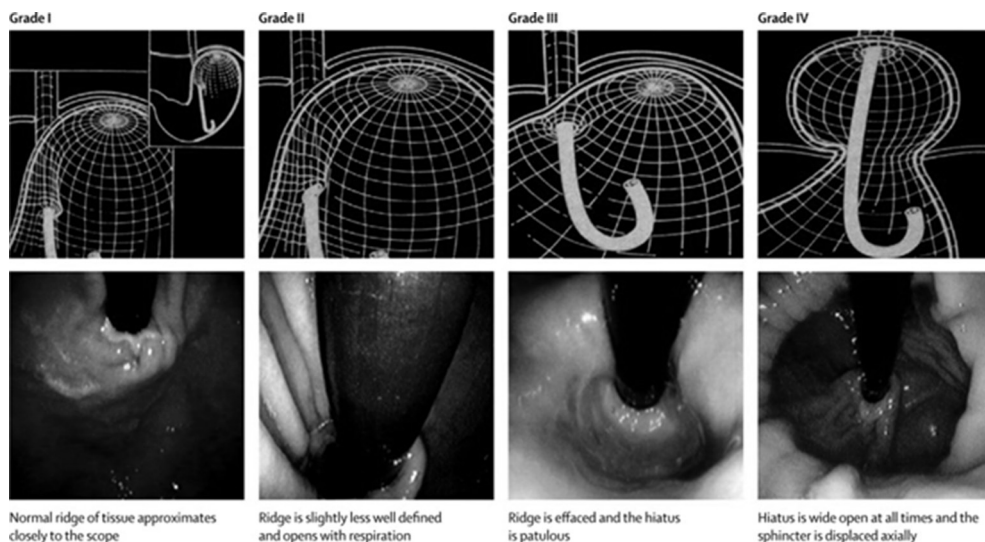 Grade I
Grade II
Grade III
Grade IV
Normal ridge of tissue approximates
closely to the scope
Ridge is slightly less well defined
and opens with respiration
Ridge is effaced and the hiatus
is patulous
Hiatus is wide open at all times and the
sphincter is displaced axially